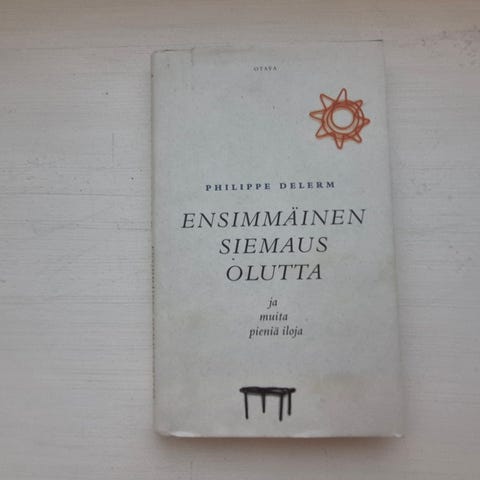 OTAVA
PHILIPPE DELERM
ENSIMMÄINEN
SIEMAUS
OLUTTA
ja
muita
pieniä iloja